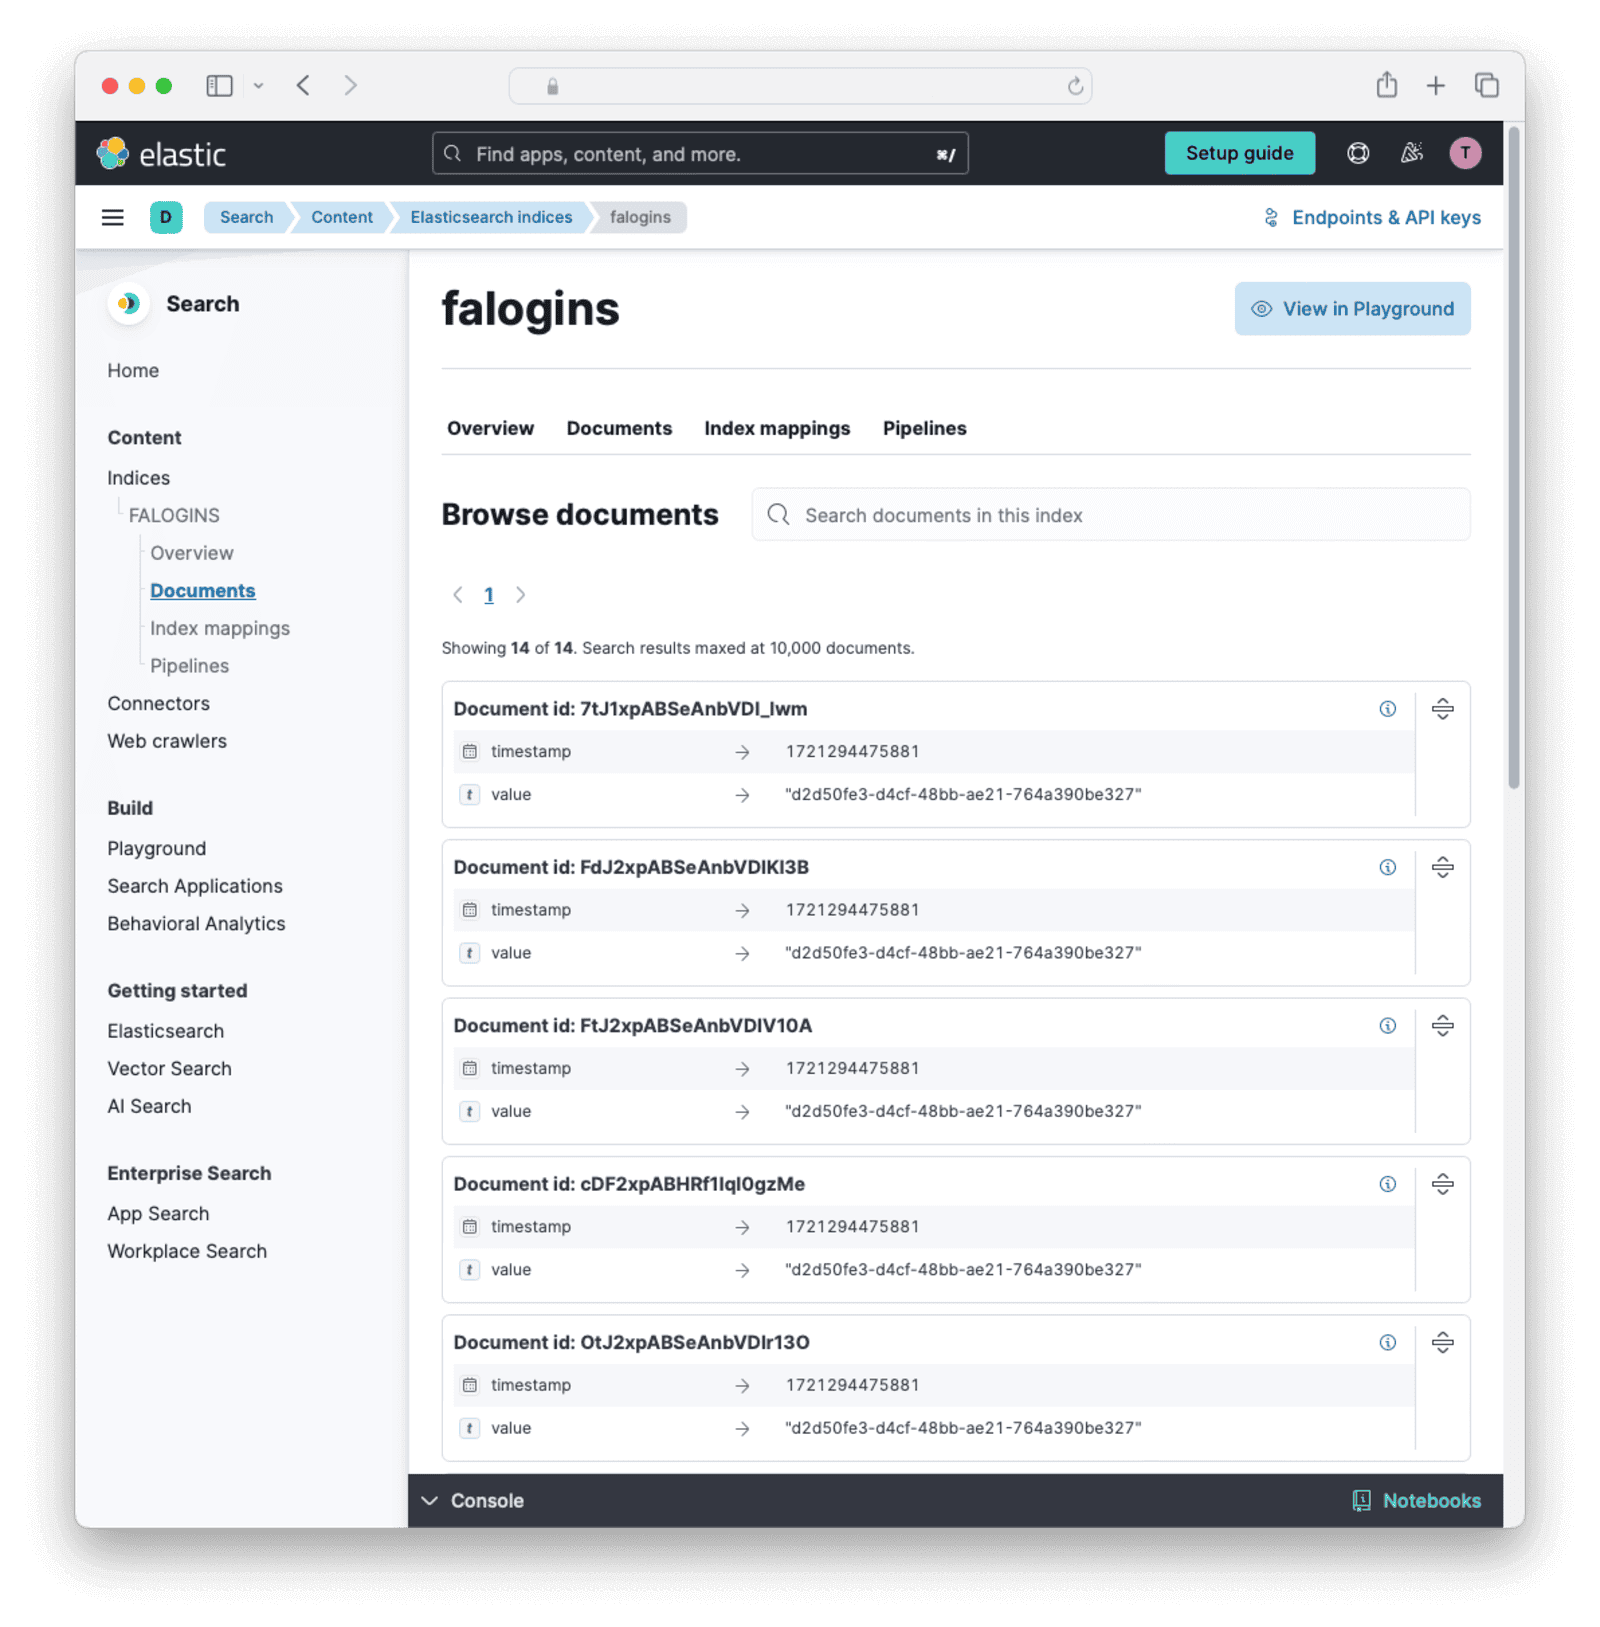 elastic
Find apps, content, and more.
⌘/
Setup guide
T
D
Search
Content
Elasticsearch indices
falogins
Endpoints & API keys
Search
Home
Content
Indices
FALOGINS
Overview
Documents
Index mappings
Pipelines
Connectors
Web crawlers
Build
Playground
Search Applications
Behavioral Analytics
Getting started
Elasticsearch
Vector Search
AI Search
Enterprise Search
App Search
Workplace Search
falogins
View in Playground
Overview Documents Index mappings Pipelines
Browse documents
Search documents in this index
1
Showing 14 of 14. Search results maxed at 10,000 documents.
Document id: 7tJ1xpABSeAnbVDI_lwm
timestamp → 1721294475881
t value → "d2d50fe3-d4cf-48bb-ae21-764a390be327"
Document id: FdJ2xpABSeAnbVDIKl3B
timestamp → 1721294475881
t value → "d2d50fe3-d4cf-48bb-ae21-764a390be327"
Document id: FtJ2xpABSeAnbVDIV10A
timestamp → 1721294475881
t value → "d2d50fe3-d4cf-48bb-ae21-764a390be327"
Document id: cDF2xpABHRf1Iql0gzMe
timestamp → 1721294475881
t value → "d2d50fe3-d4cf-48bb-ae21-764a390be327"
Document id: OtJ2xpABSeAnbVDIr13O
timestamp → 1721294475881
t value → "d2d50fe3-d4cf-48bb-ae21-764a390be327"
Console
Notebooks